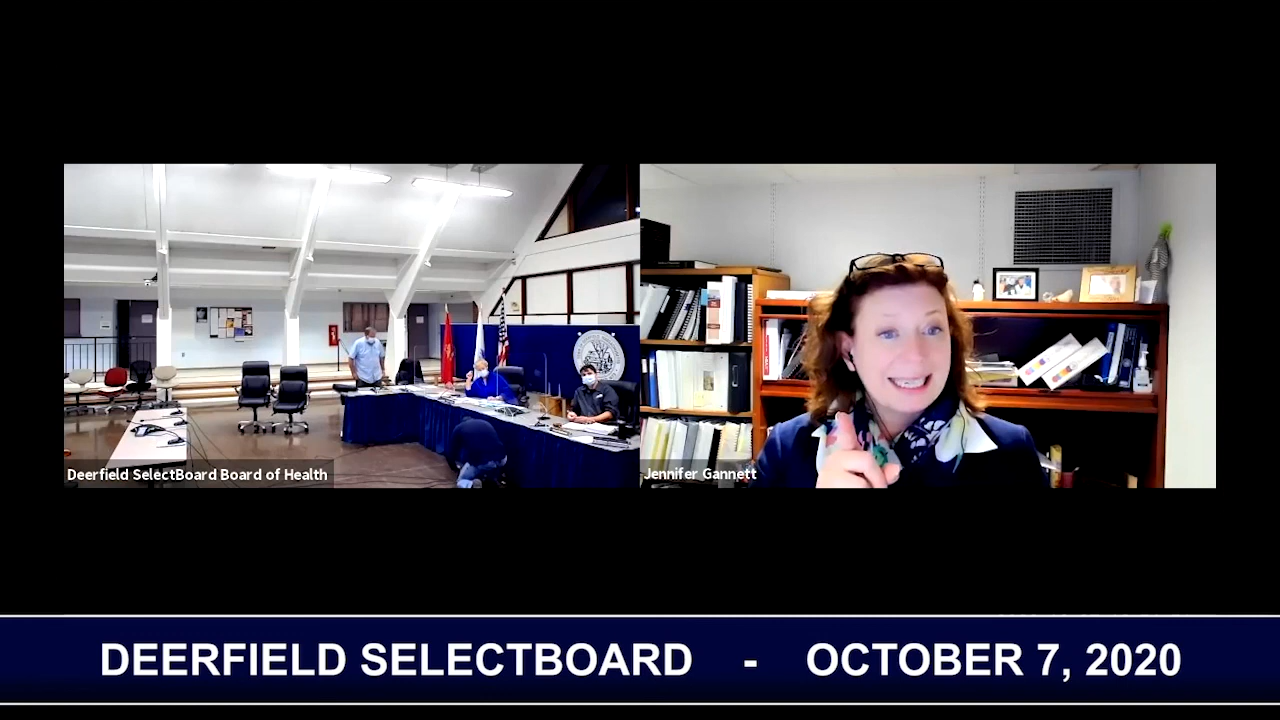 Deerfield SelectBoard Board of Health
Jennifer Gannett
DEERFIELD SELECTBOARD - OCTOBER 7, 2020